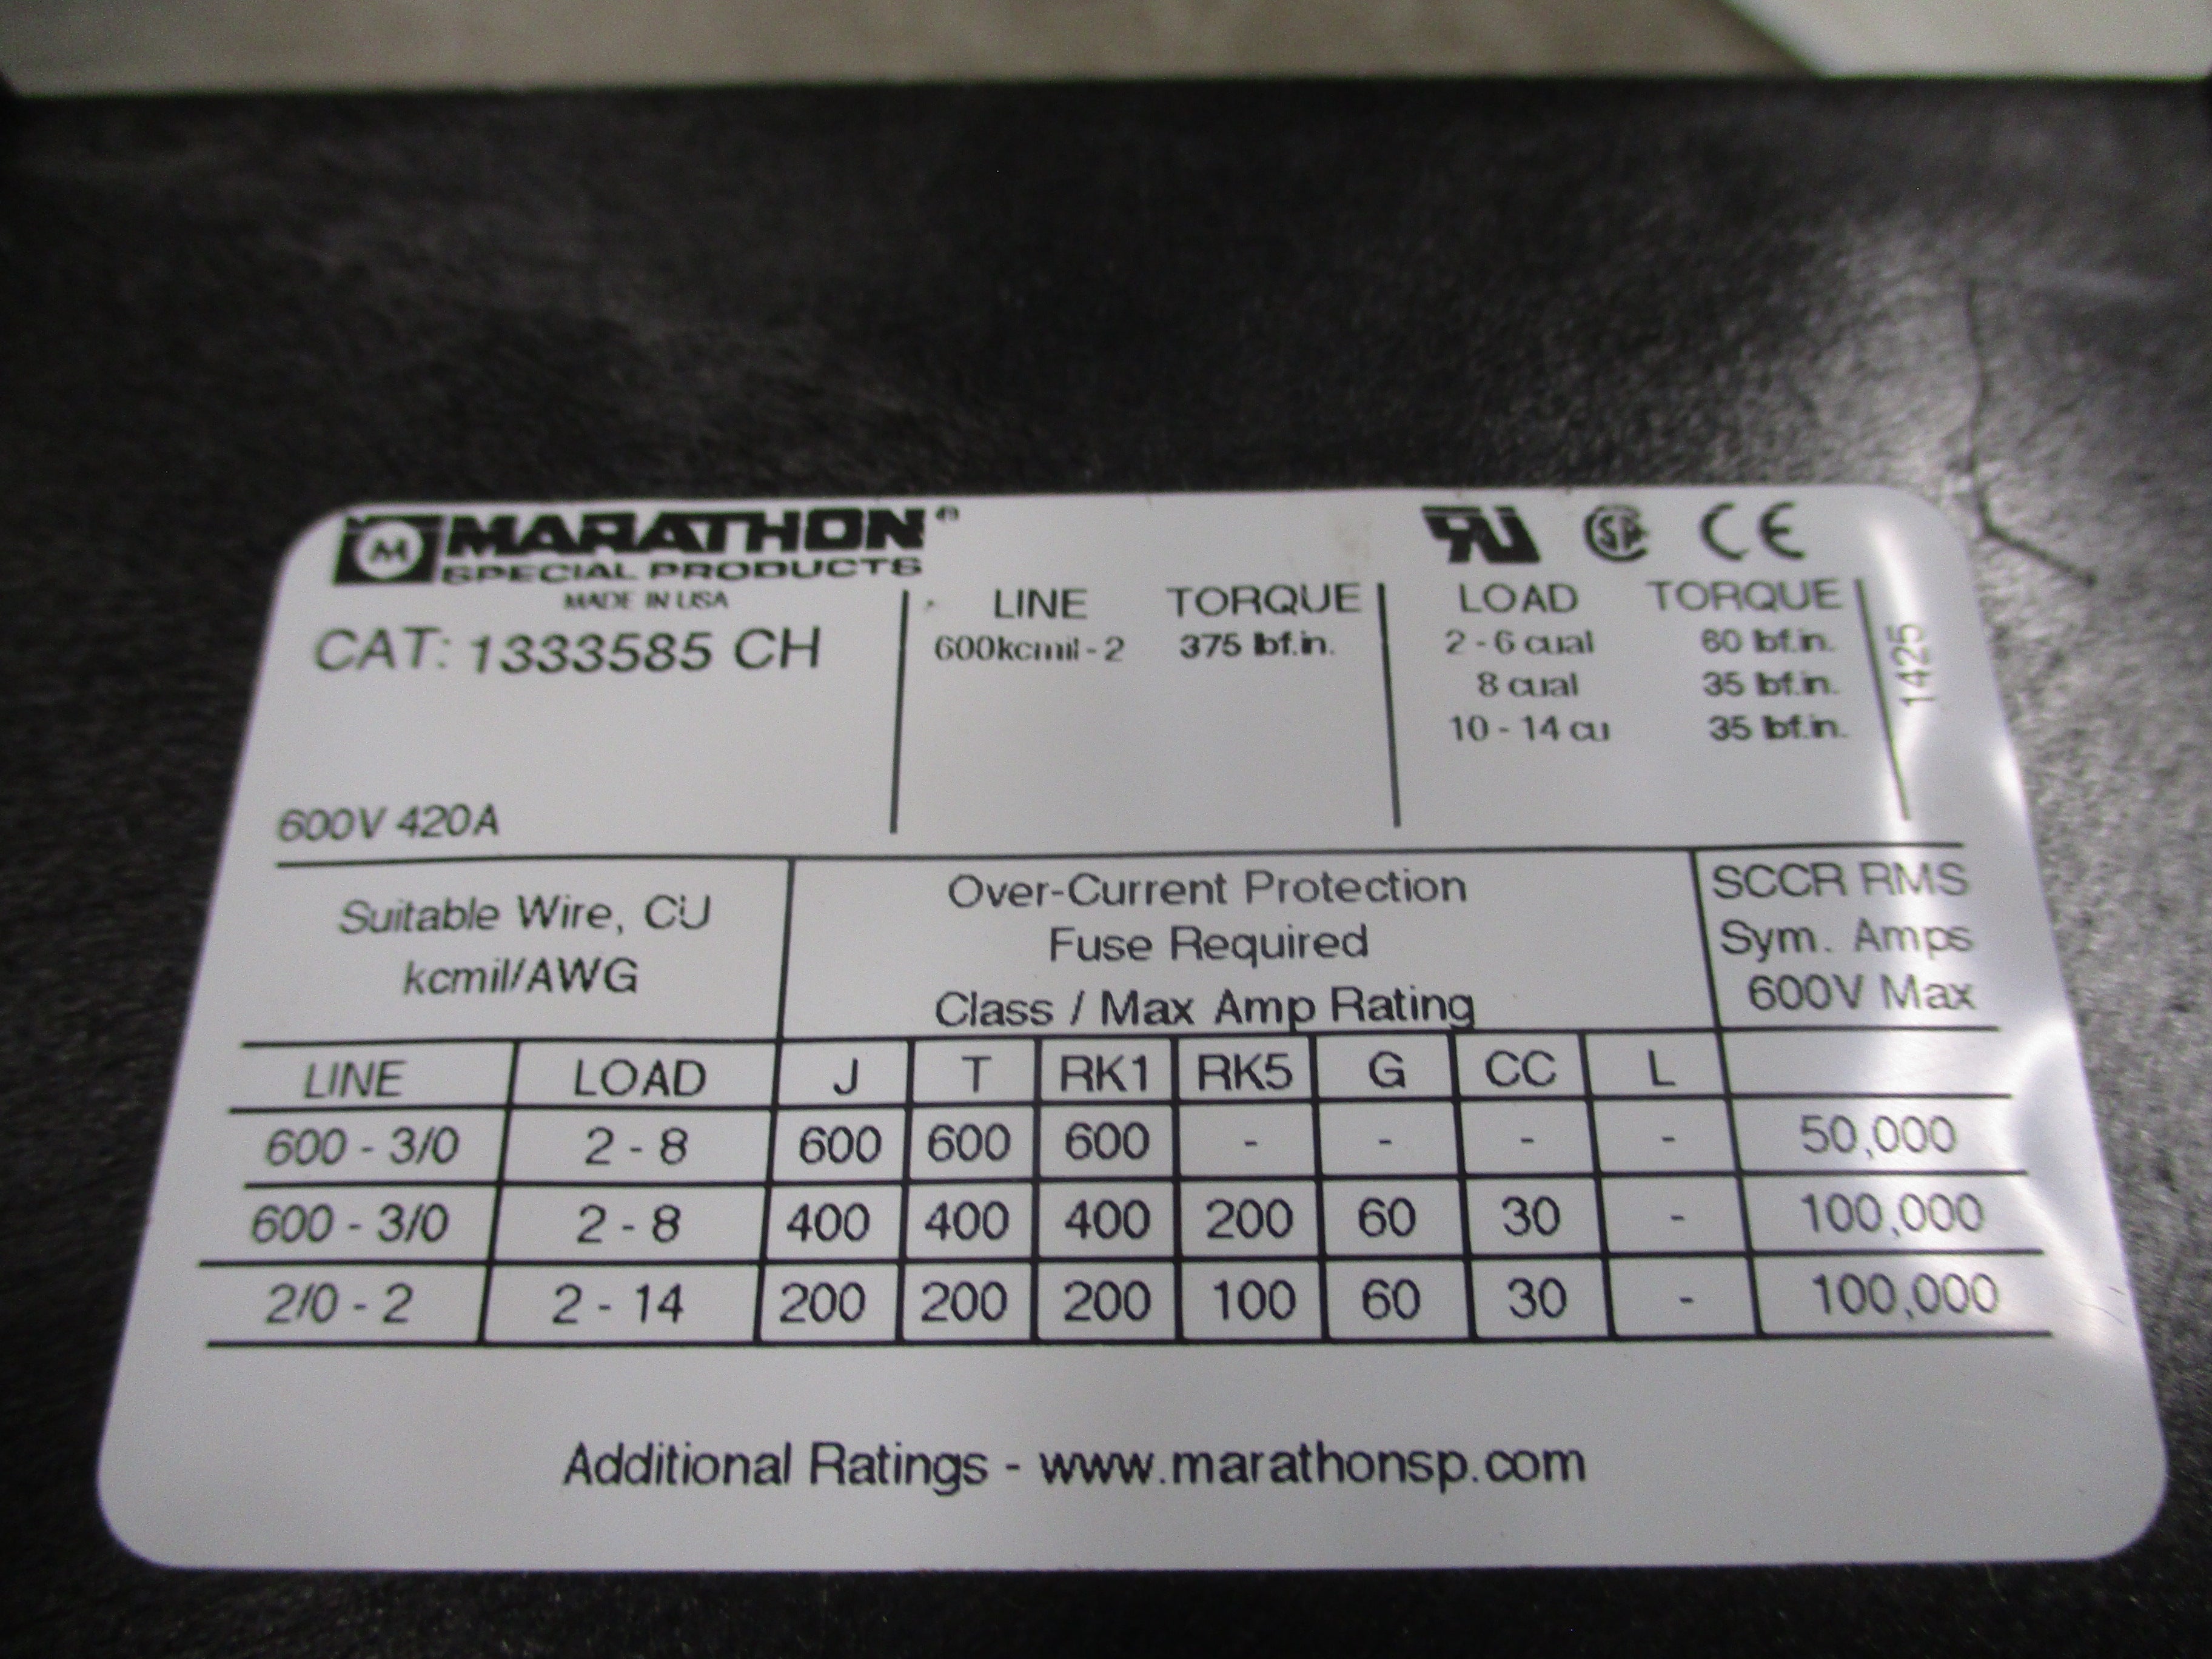 M MARATHON®
SPECIAL PRODUCTS
MADE IN USA
CAT: 1333585 CH
600V 420A
LINE TORQUE
600kcmil - 2 375 lbf.in.
LOAD TORQUE
2 - 6 cual 60 lbf.in.
8 cual 35 lbf.in.
10 - 14 cu 35 lbf.in.
1425
Suitable Wire, CU
kcmil/AWG
Over-Current Protection
Fuse Required
Class / Max Amp Rating
SCCR RMS
Sym. Amps
600V Max
LINE LOAD J T RK1 RK5 G CC L
600 - 3/0 2 - 8 600 600 600 - - - - 50,000
600 - 3/0 2 - 8 400 400 400 200 60 30 - 100,000
2/0 - 2 2 - 14 200 200 200 100 60 30 - 100,000
Additional Ratings - www.marathonsp.com